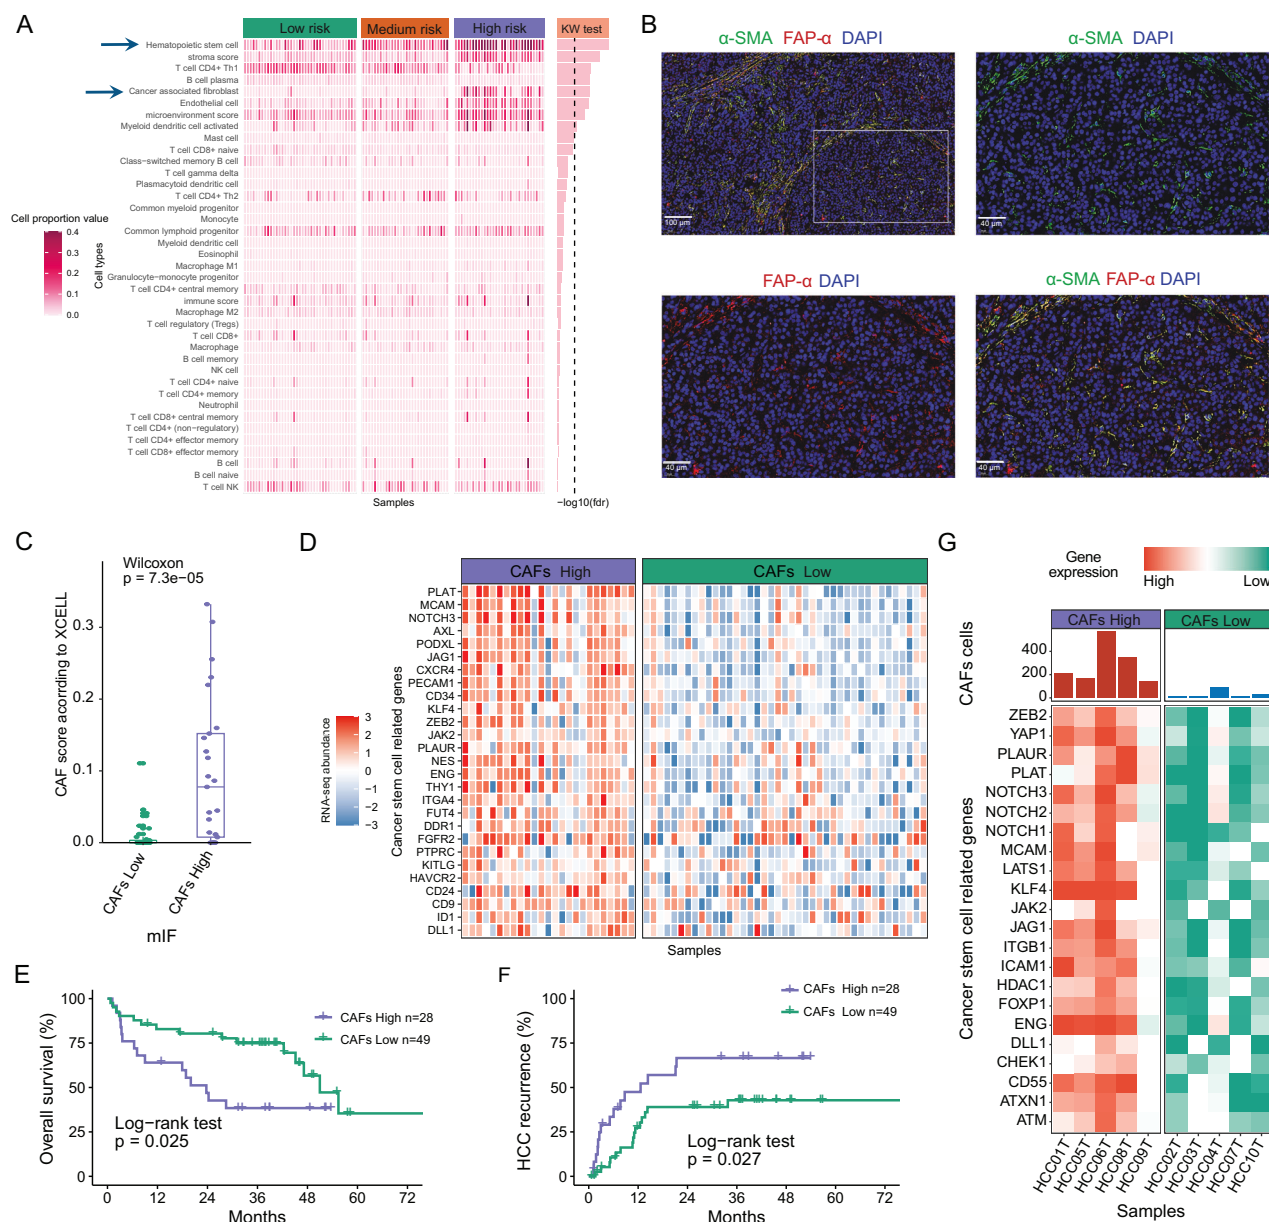 A
Low risk
Medium risk
High risk
KW test
Hematopoietic stem cell
stroma score
T cell CD4+ Th1
B cell plasma
Cancer associated fibroblast
Endothelial cell
microenvironment score
Myeloid dendritic cell activated
Mast cell
T cell CD8+ naive
Class−switched memory B cell
T cell gamma delta
Plasmacytoid dendritic cell
T cell CD4+ Th2
Common myeloid progenitor
Monocyte
Common lymphoid progenitor
Myeloid dendritic cell
Eosinophil
Macrophage M1
Granulocyte−monocyte progenitor
T cell CD4+ central memory
immune score
Macrophage M2
T cell regulatory (Tregs)
T cell CD8+
Macrophage
B cell memory
NK cell
T cell CD4+ naive
T cell CD4+ memory
Neutrophil
T cell CD8+ central memory
T cell CD4+ (non−regulatory)
T cell CD4+ effector memory
T cell CD8+ effector memory
B cell
B cell naive
T cell NK
Cell proportion value
0.4
0.3
0.2
0.1
0.0
Cell types
Samples
−log10(fdr)
B
α-SMA FAP-α DAPI
100 µm
α-SMA DAPI
40 µm
FAP-α DAPI
40 µm
α-SMA FAP-α DAPI
40 µm
C
Wilcoxon
p = 7.3e−05
CAF score according to XCELL
0.3
0.2
0.1
0.0
CAFs Low
CAFs High
mIF
D
CAFs High
CAFs Low
PLAT
MCAM
NOTCH3
AXL
PODXL
JAG1
CXCR4
PECAM1
CD34
KLF4
ZEB2
JAK2
PLAUR
NES
ENG
THY1
ITGA4
FUT4
DDR1
FGFR2
PTPRC
KITLG
HAVCR2
CD24
CD9
ID1
DLL1
RNA−seq abundance
3
2
1
0
−1
−2
−3
Cancer stem cell related genes
Samples
E
Overall survival (%)
100
75
50
25
0
CAFs High n=28
CAFs Low n=49
Log−rank test
p = 0.025
0 12 24 36 48 60 72
Months
F
HCC recurrence (%)
100
75
50
25
0
CAFs High n=28
CAFs Low n=49
Log−rank test
p = 0.027
0 12 24 36 48 60 72
Months
G
Gene
expression
High
Low
CAFs High
CAFs Low
CAFs cells
400
200
0
ZEB2
YAP1
PLAUR
PLAT
NOTCH3
NOTCH2
NOTCH1
MCAM
LATS1
KLF4
JAK2
JAG1
ITGB1
ICAM1
HDAC1
FOXP1
ENG
DLL1
CHEK1
CD55
ATXN1
ATM
Cancer stem cell related genes
HCC01T
HCC05T
HCC06T
HCC08T
HCC09T
HCC02T
HCC03T
HCC04T
HCC07T
HCC10T
Samples